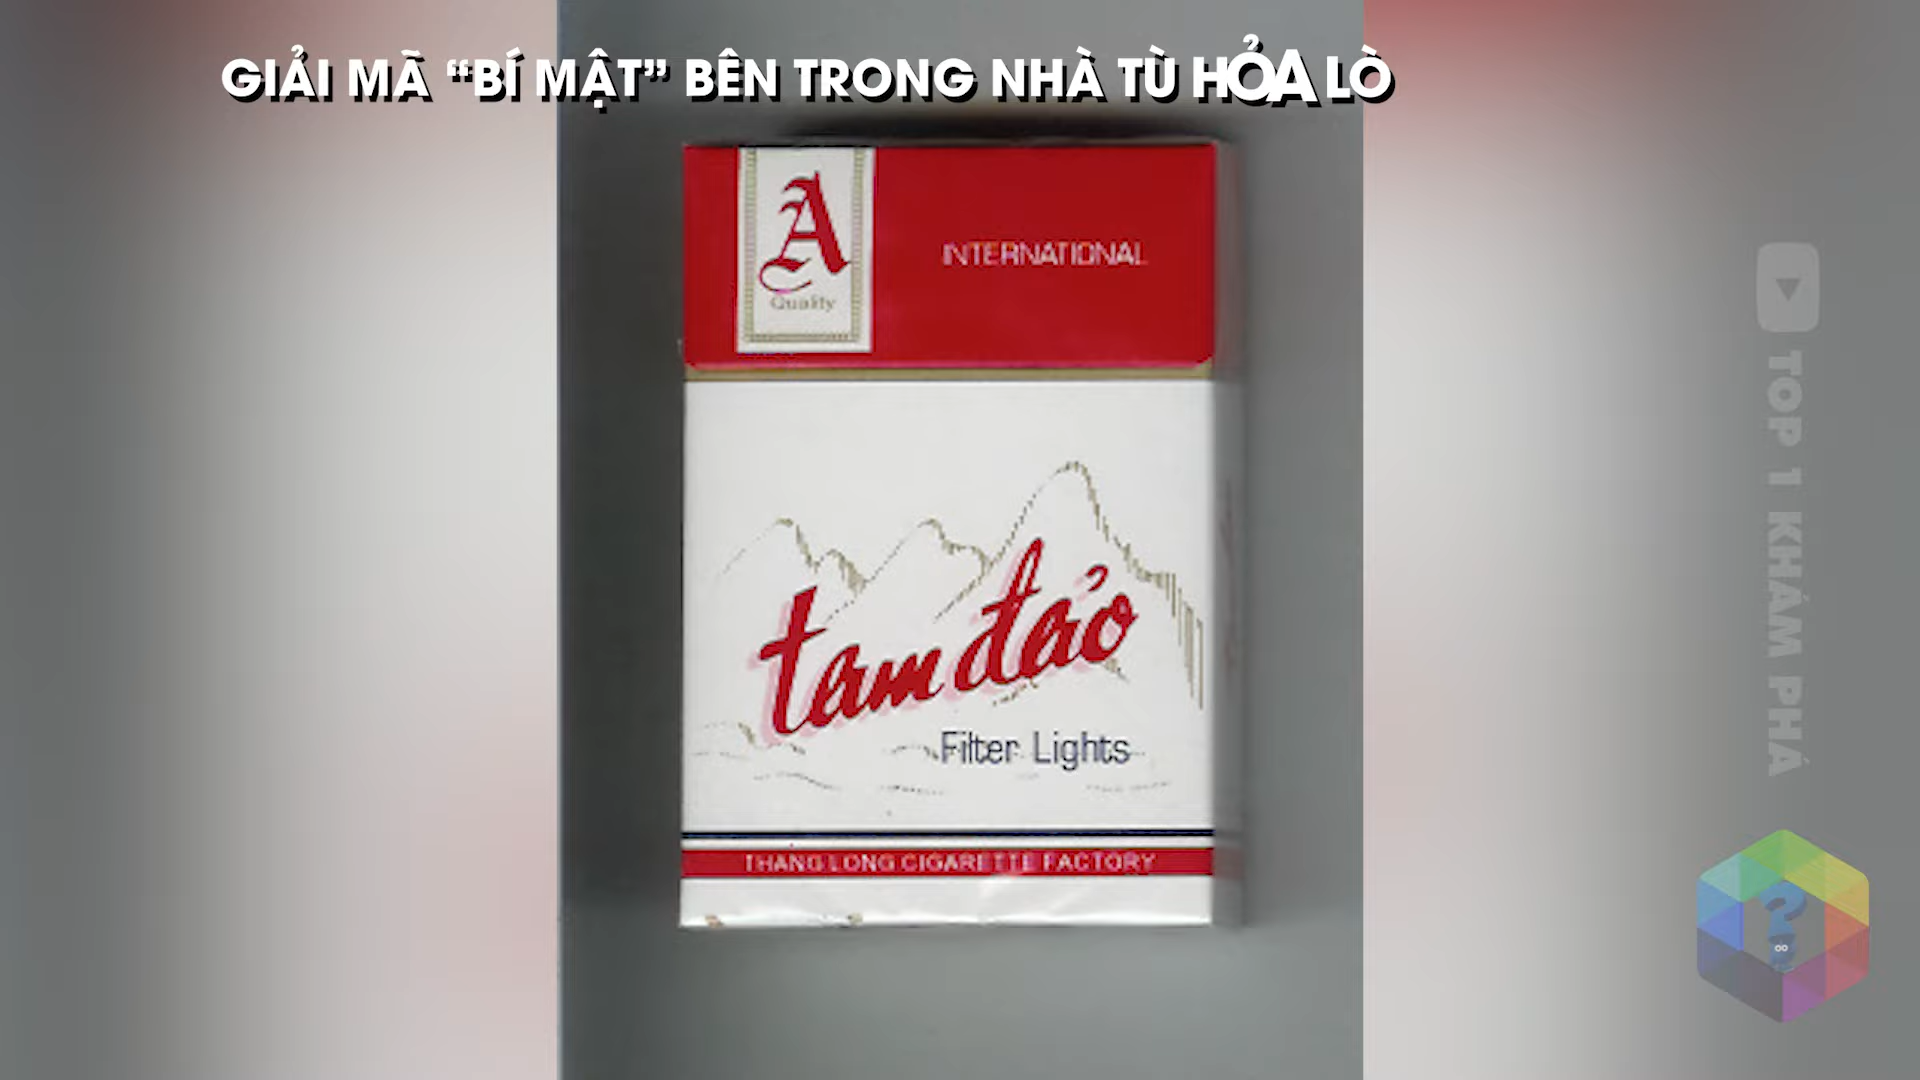 GIẢI MÃ “BÍ MẬT” BÊN TRONG NHÀ TÙ HỎA LÒ
A
Quality
INTERNATIONAL
tam đảo
Filter Lights
THANG LONG CIGARETTE FACTORY
TOP 1 KHÁM PHÁ